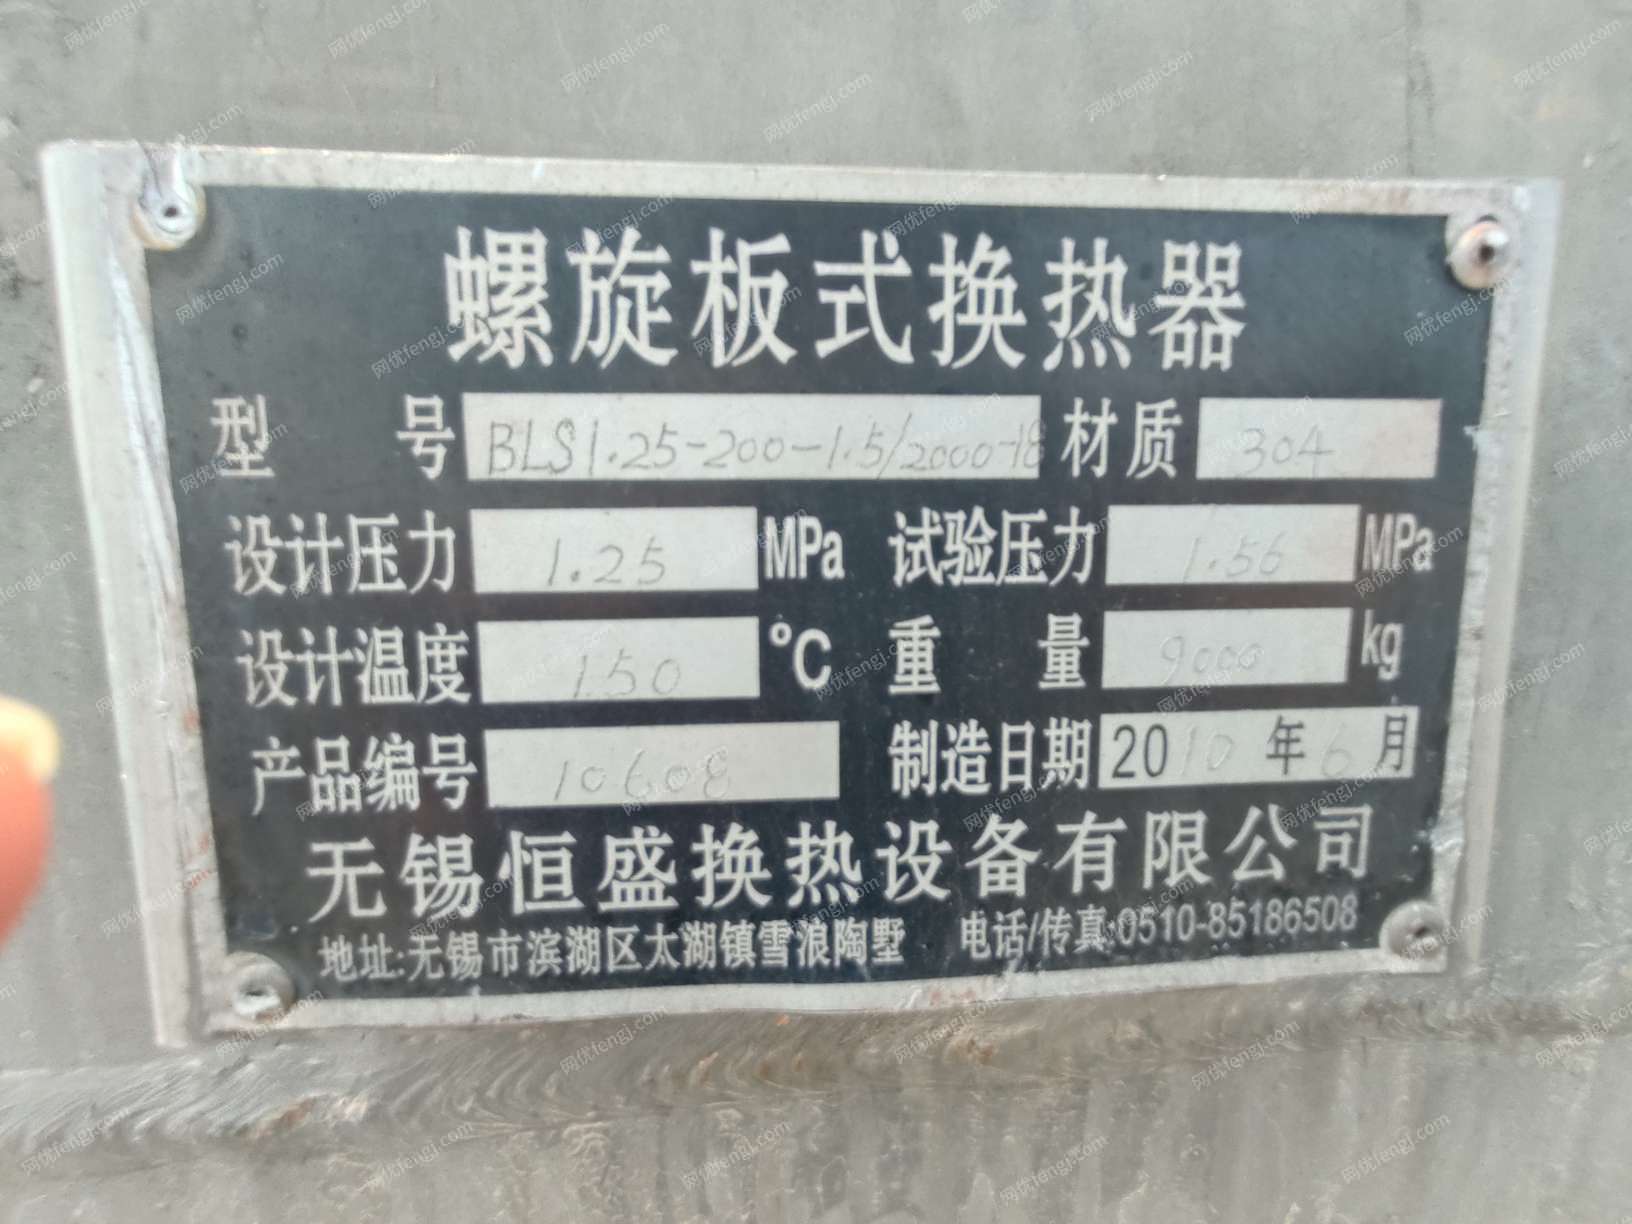 螺旋板式换热器
型号 BLS1.25-200-1.5/2000-18 材质 304
设计压力 1.25 MPa 试验压力 1.56 MPa
设计温度 150 ℃ 重量 9000 kg
产品编号 10608 制造日期 2010年6月
无锡恒盛换热设备有限公司
地址:无锡市滨湖区太湖镇雪浪陶墅 电话/传真:0510-85186508